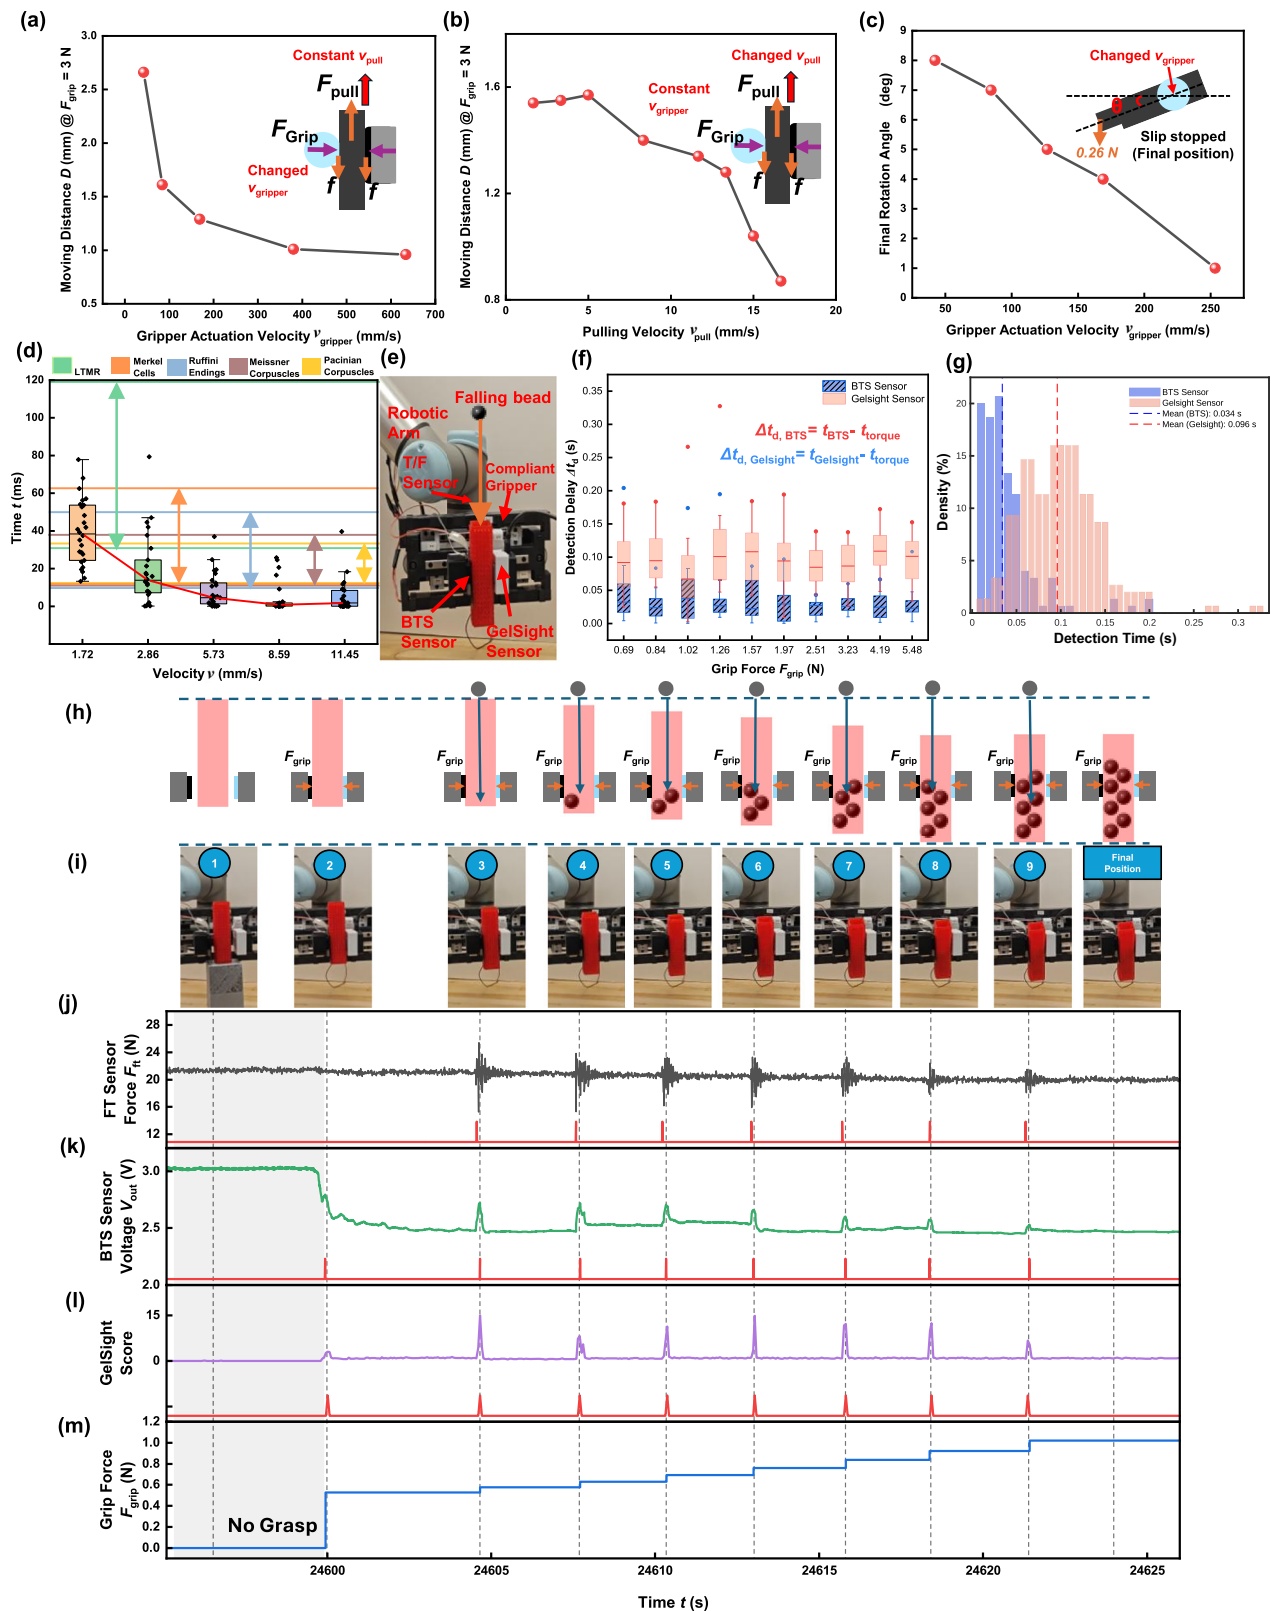 (a)
3.0
2.5
2.0
1.5
1.0
0.5
0
100
200
300
400
500
600
700
Moving Distance D (mm) @ Fgrip = 3 N
Gripper Actuation Velocity vgripper (mm/s)
Constant vpull
Fpull
FGrip
Changed
vgripper
f
f
(b)
1.6
1.2
0.8
0
5
10
15
20
Moving Distance D (mm) @ Fgrip = 3 N
Pulling Velocity vpull (mm/s)
Changed vpull
Constant
vgripper
Fpull
FGrip
f
f
(c)
9
8
7
6
5
4
3
2
1
0
50
100
150
200
250
Final Rotation Angle (deg)
Gripper Actuation Velocity vgripper (mm/s)
Changed vgripper
θ
0.26 N
Slip stopped
(Final position)
(d)
LTMR
Merkel
Cells
Ruffini
Endings
Meissner
Corpuscles
Pacinian
Corpuscles
120
100
80
60
40
20
0
Time t (ms)
1.72
2.86
5.73
8.59
11.45
Velocity v (mm/s)
(e)
Falling bead
Robotic
Arm
T/F
Sensor
Compliant
Gripper
BTS
Sensor
GelSight
Sensor
(f)
BTS Sensor
Gelsight Sensor
Δtd, BTS= tBTS- ttorque
Δtd, Gelsight= tGelsight- ttorque
0.35
0.30
0.25
0.20
0.15
0.10
0.05
0.00
Detection Delay Δtd (s)
0.69
0.84
1.02
1.26
1.57
1.97
2.51
3.23
4.19
5.48
Grip Force Fgrip (N)
(g)
BTS Sensor
Gelsight Sensor
Mean (BTS): 0.034 s
Mean (Gelsight): 0.096 s
20
15
10
5
0
Density (%)
0
0.05
0.1
0.15
0.2
0.25
0.3
Detection Time (s)
(h)
Fgrip
Fgrip
Fgrip
Fgrip
Fgrip
Fgrip
Fgrip
Fgrip
Fgrip
(i)
1
2
3
4
5
6
7
8
9
Final
Position
(j)
28
24
20
16
12
FT Sensor
Force Fft (N)
(k)
3.0
2.5
2.0
BTS Sensor
Voltage Vout (V)
(l)
15
0
GelSight
Score
(m)
1.2
1.0
0.8
0.6
0.4
0.2
0.0
Grip Force
Fgrip (N)
No Grasp
24600
24605
24610
24615
24620
24625
Time t (s)